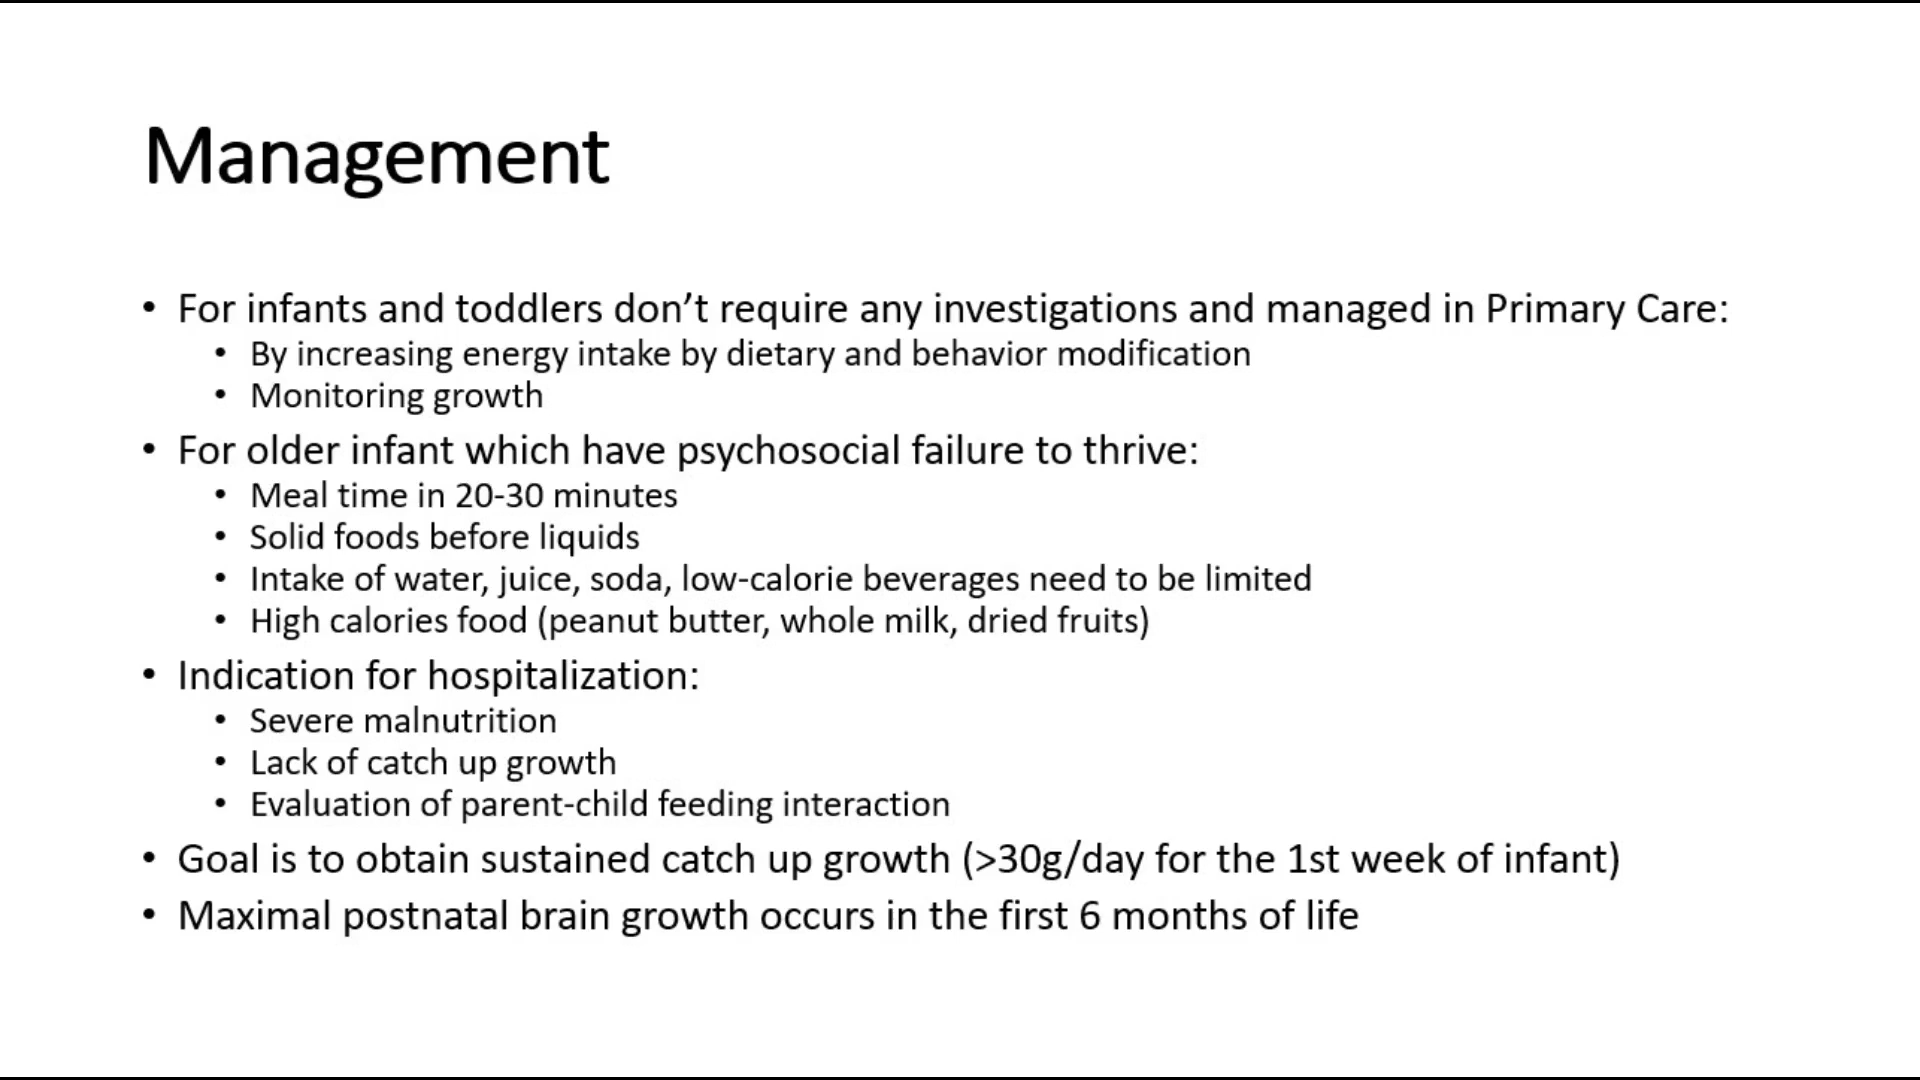 Management
• For infants and toddlers don’t require any investigations and managed in Primary Care:
• By increasing energy intake by dietary and behavior modification
• Monitoring growth
• For older infant which have psychosocial failure to thrive:
• Meal time in 20-30 minutes
• Solid foods before liquids
• Intake of water, juice, soda, low-calorie beverages need to be limited
• High calories food (peanut butter, whole milk, dried fruits)
• Indication for hospitalization:
• Severe malnutrition
• Lack of catch up growth
• Evaluation of parent-child feeding interaction
• Goal is to obtain sustained catch up growth (>30g/day for the 1st week of infant)
• Maximal postnatal brain growth occurs in the first 6 months of life